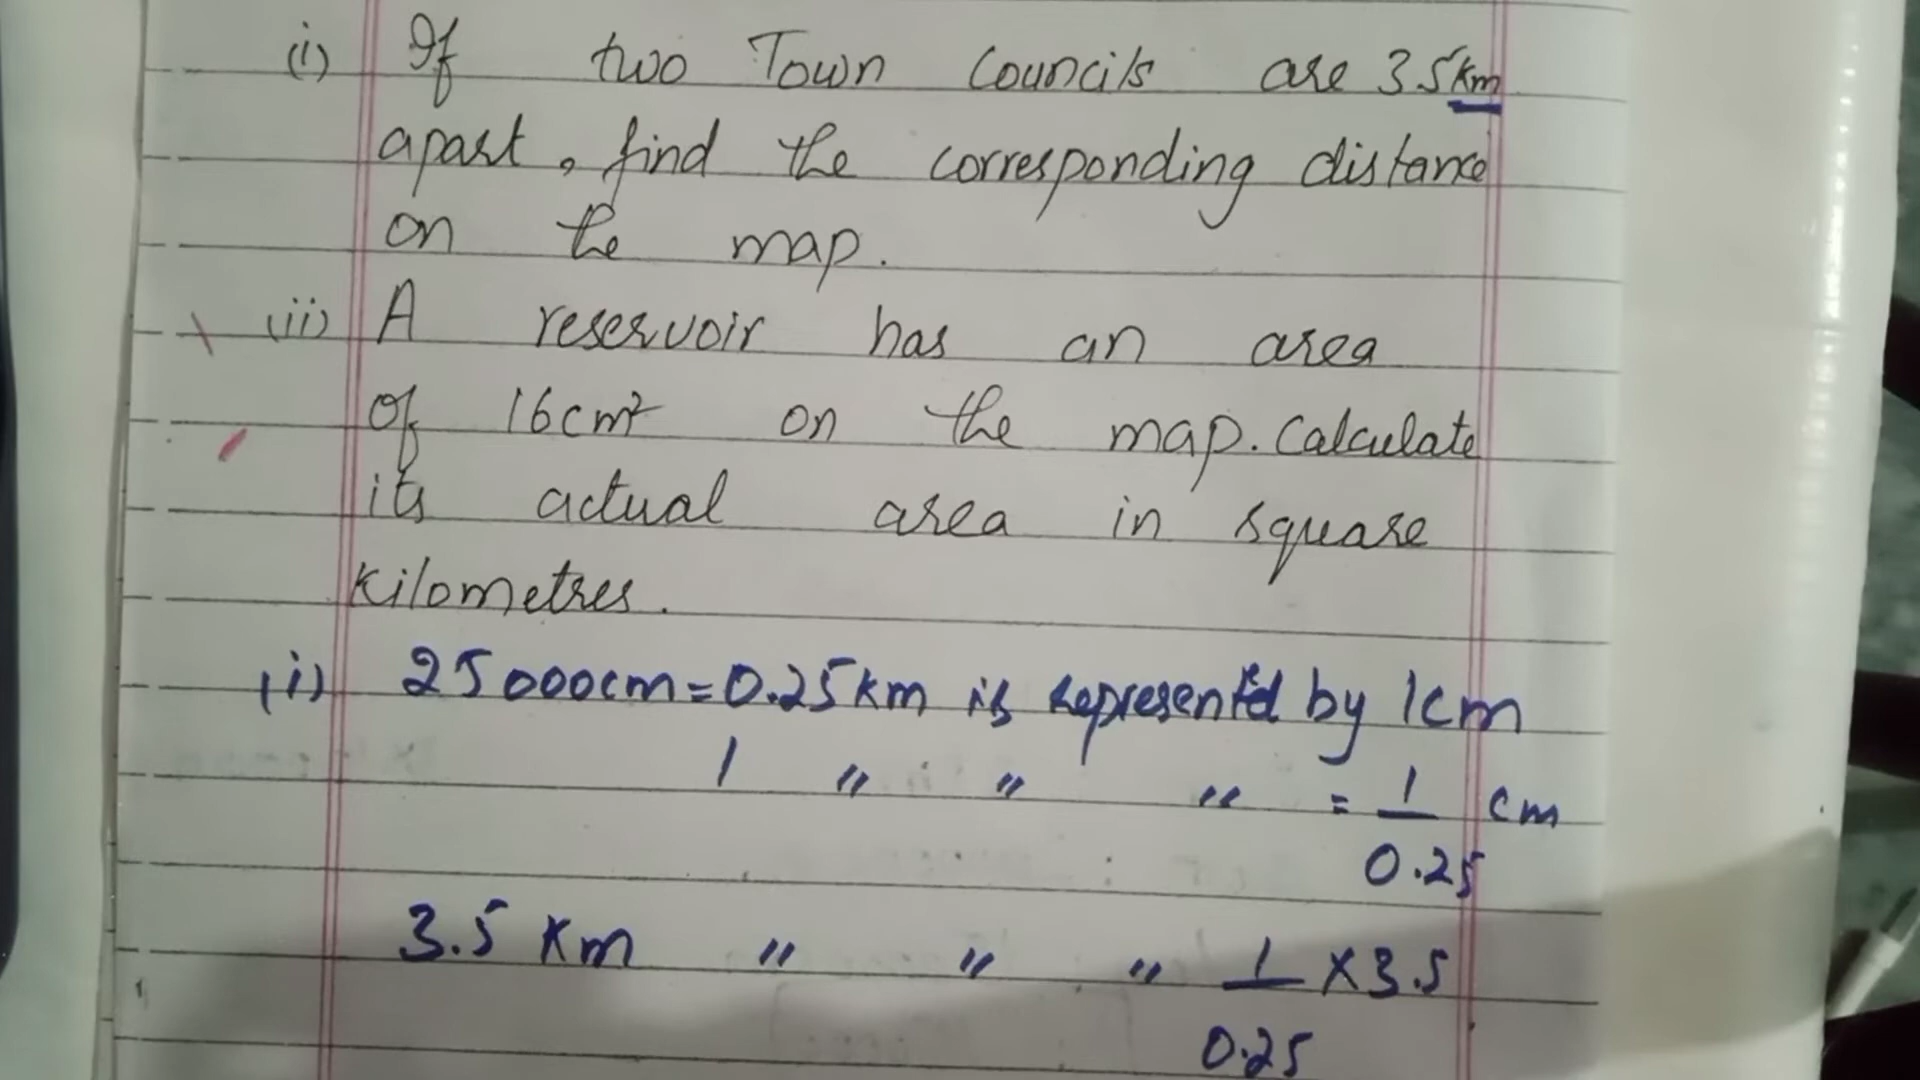 (i) If two Town Councils are 3.5km
apart, find the corresponding distance
on the map.
(ii) A reservoir has an area
of 16cm² on the map. Calculate
its actual area in square
kilometres.
(i) 25000cm = 0.25km is represented by 1cm
1 " " " = 1/0.25 cm
3.5 km " " " 1/0.25 × 3.5